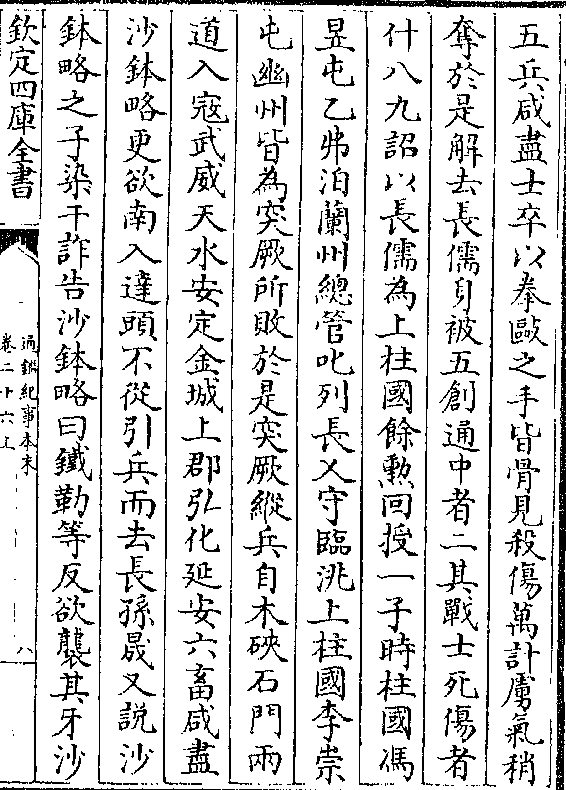 五兵咸盡士卒以拳毆之手皆骨見殺傷萬計虜氣稍
奪於是解去長儒身被五創通中者二其戰士死傷者
什八九詔以長儒為上柱國餘勲回授一子時柱國馮
昱屯乙弗泊蘭州總管叱列長乂守臨洮上柱國李崇
屯幽州皆為突厥所敗於是突厥縱兵自木硤石門兩
道入寇武威天水安定金城上郡弘化延安六畜咸盡
沙鉢略更欲南入達頭不從引兵而去長孫晟又說沙
鉢略之子染干詐告沙鉢略曰鐵勒等反欲襲其牙沙
欽定四庫全書
通鑑紀事本末
卷二十六上
八